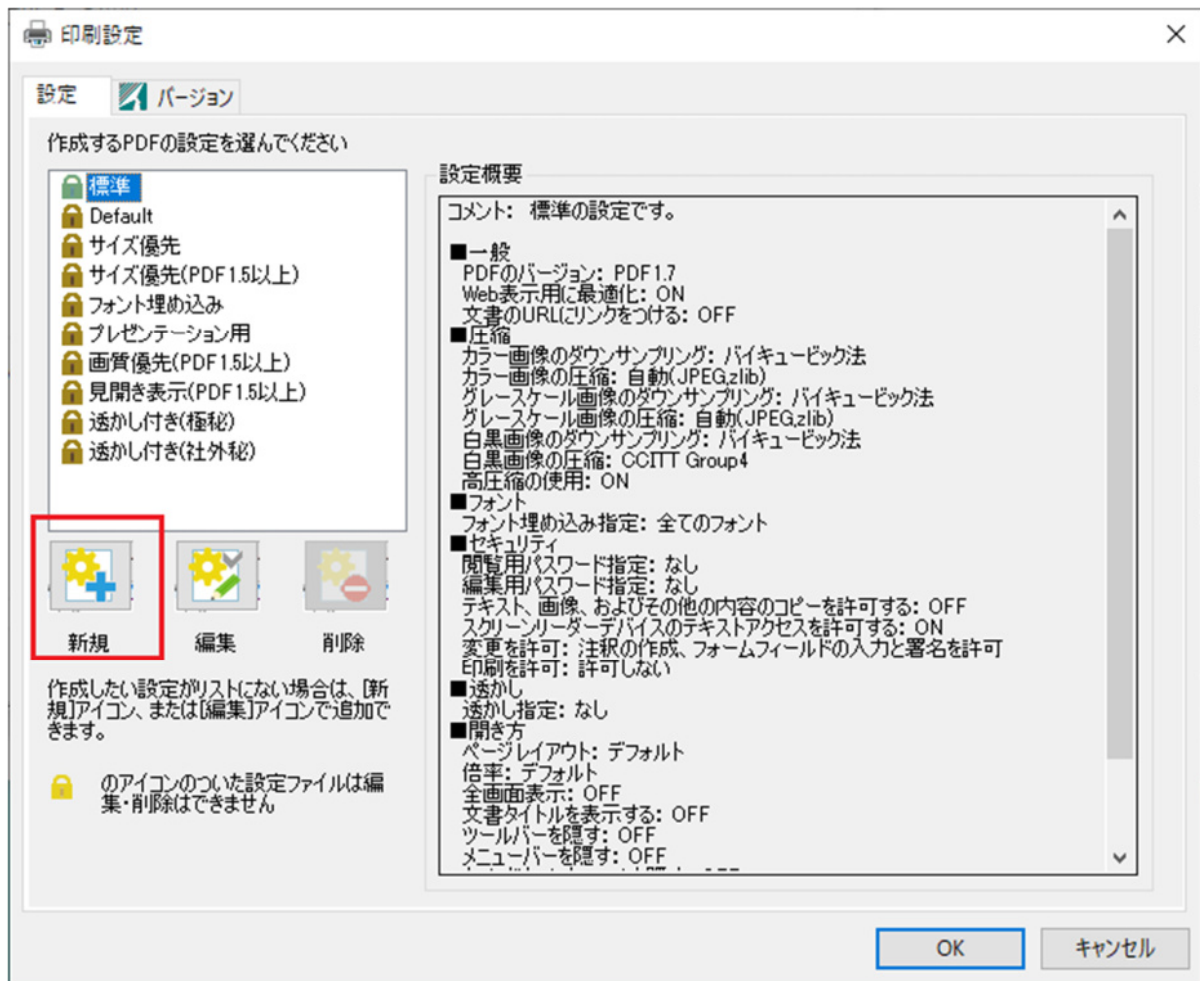 印刷設定
設定
バージョン
作成するPDFの設定を選んでください
標準
Default
サイズ優先
サイズ優先(PDF1.5以上)
フォント埋め込み
プレゼンテーション用
画質優先(PDF1.5以上)
見開き表示(PDF1.5以上)
透かし付き(極秘)
透かし付き(社外秘)
新規
編集
削除
作成したい設定がリストにない場合は、[新
規]アイコン、または[編集]アイコンで追加で
きます。
のアイコンのついた設定ファイルは編
集・削除はできません
設定概要
コメント: 標準の設定です。
■一般
PDFのバージョン: PDF1.7
Web表示用に最適化: ON
文書のURLにリンクをつける: OFF
■圧縮
カラー画像のダウンサンプリング: バイキュービック法
カラー画像の圧縮: 自動(JPEG,zlib)
グレースケール画像のダウンサンプリング: バイキュービック法
グレースケール画像の圧縮: 自動(JPEG,zlib)
白黒画像のダウンサンプリング: バイキュービック法
白黒画像の圧縮: CCITT Group4
高圧縮の使用: ON
■フォント
フォント埋め込み指定: 全てのフォント
■セキュリティ
閲覧用パスワード指定: なし
編集用パスワード指定: なし
テキスト、画像、およびその他の内容のコピーを許可する: OFF
スクリーンリーダーデバイスのテキストアクセスを許可する: ON
変更を許可: 注釈の作成、フォームフィールドの入力と署名を許可
印刷を許可: 許可しない
■透かし
透かし指定: なし
■開き方
ページレイアウト: デフォルト
倍率: デフォルト
全画面表示: OFF
文書タイトルを表示する: OFF
ツールバーを隠す: OFF
メニューバーを隠す: OFF
OK
キャンセル